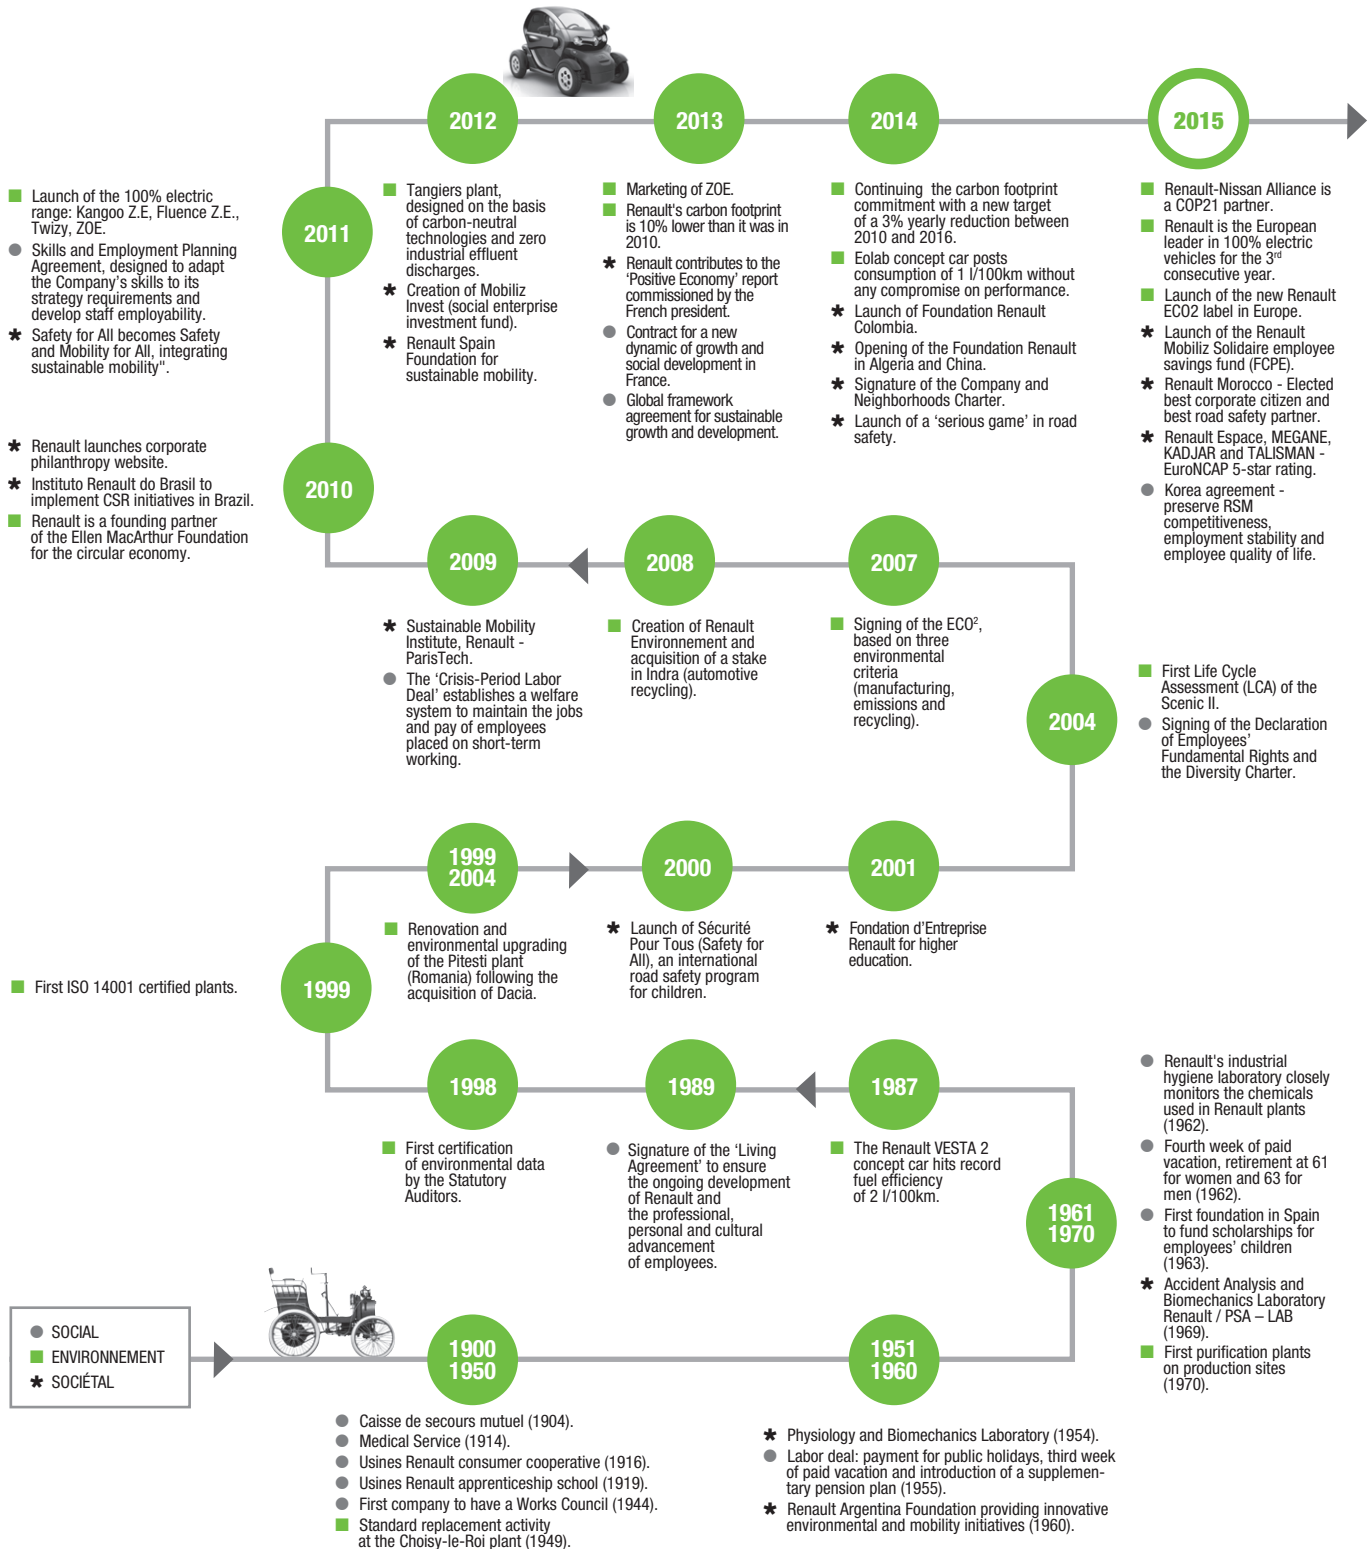 2012
2013
2014
2015
Launch of the 100% electric
range: Kangoo Z.E, Fluence Z.E.,
Twizy, ZOE.
Skills and Employment Planning
Agreement, designed to adapt
the Company's skills to its
strategy requirements and
develop staff employability.
Safety for All becomes Safety
and Mobility for All, integrating
sustainable mobility".
2011
Tangiers plant,
designed on the basis
of carbon-neutral
technologies and zero
industrial effluent
discharges.
Creation of Mobiliz
Invest (social enterprise
investment fund).
Renault Spain
Foundation for
sustainable mobility.
Marketing of ZOE.
Renault's carbon footprint
is 10% lower than it was in
2010.
Renault contributes to the
‘Positive Economy’ report
commissioned by the
French president.
Contract for a new
dynamic of growth and
social development in
France.
Global framework
agreement for sustainable
growth and development.
Continuing the carbon footprint
commitment with a new target
of a 3% yearly reduction between
2010 and 2016.
Eolab concept car posts
consumption of 1 l/100km without
any compromise on performance.
Launch of Foundation Renault
Colombia.
Opening of the Foundation Renault
in Algeria and China.
Signature of the Company and
Neighborhoods Charter.
Launch of a ‘serious game’ in road
safety.
Renault-Nissan Alliance is
a COP21 partner.
Renault is the European
leader in 100% electric
vehicles for the 3rd
consecutive year.
Launch of the new Renault
ECO2 label in Europe.
Launch of the Renault
Mobiliz Solidaire employee
savings fund (FCPE).
Renault Morocco - Elected
best corporate citizen and
best road safety partner.
Renault Espace, MEGANE,
KADJAR and TALISMAN -
EuroNCAP 5-star rating.
Korea agreement -
preserve RSM
competitiveness,
employment stability and
employee quality of life.
Renault launches corporate
philanthropy website.
Instituto Renault do Brasil to
implement CSR initiatives in Brazil.
Renault is a founding partner
of the Ellen MacArthur Foundation
for the circular economy.
2010
2009
2008
2007
Sustainable Mobility
Institute, Renault -
ParisTech.
The ‘Crisis-Period Labor
Deal’ establishes a welfare
system to maintain the jobs
and pay of employees
placed on short-term
working.
Creation of Renault
Environnement and
acquisition of a stake
in Indra (automotive
recycling).
Signing of the ECO²,
based on three
environmental
criteria
(manufacturing,
emissions and
recycling).
2004
First Life Cycle
Assessment (LCA) of the
Scenic II.
Signing of the Declaration
of Employees’
Fundamental Rights and
the Diversity Charter.
1999
2004
2000
2001
Renovation and
environmental upgrading
of the Pitesti plant
(Romania) following the
acquisition of Dacia.
Launch of Sécurité
Pour Tous (Safety for
All), an international
road safety program
for children.
Fondation d’Entreprise
Renault for higher
education.
First ISO 14001 certified plants.
1999
1998
1989
1987
First certification
of environmental data
by the Statutory
Auditors.
Signature of the ‘Living
Agreement’ to ensure
the ongoing development
of Renault and
the professional,
personal and cultural
advancement
of employees.
The Renault VESTA 2
concept car hits record
fuel efficiency
of 2 l/100km.
1961
1970
Renault's industrial
hygiene laboratory closely
monitors the chemicals
used in Renault plants
(1962).
Fourth week of paid
vacation, retirement at 61
for women and 63 for
men (1962).
First foundation in Spain
to fund scholarships for
employees’ children
(1963).
Accident Analysis and
Biomechanics Laboratory
Renault / PSA – LAB
(1969).
First purification plants
on production sites
(1970).
SOCIAL
ENVIRONNEMENT
SOCIÉTAL
1900
1950
1951
1960
Caisse de secours mutuel (1904).
Medical Service (1914).
Usines Renault consumer cooperative (1916).
Usines Renault apprenticeship school (1919).
First company to have a Works Council (1944).
Standard replacement activity
at the Choisy-le-Roi plant (1949).
Physiology and Biomechanics Laboratory (1954).
Labor deal: payment for public holidays, third week
of paid vacation and introduction of a supplemen-
tary pension plan (1955).
Renault Argentina Foundation providing innovative
environmental and mobility initiatives (1960).